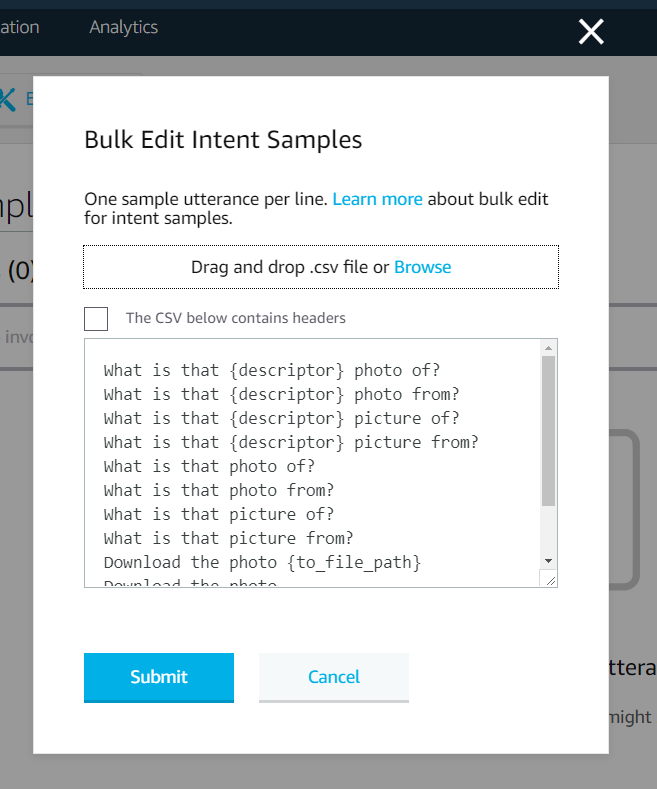 ation Analytics
Bulk Edit Intent Samples
One sample utterance per line. Learn more about bulk edit
for intent samples.
(0)
Drag and drop .csv file or Browse
The CSV below contains headers
What is that {descriptor} photo of?
What is that {descriptor} photo from?
What is that {descriptor} picture of?
What is that {descriptor} picture from?
What is that photo of?
What is that photo from?
What is that picture of?
What is that picture from?
Download the photo {to_file_path}
Download the photo
Submit Cancel
ttera
might